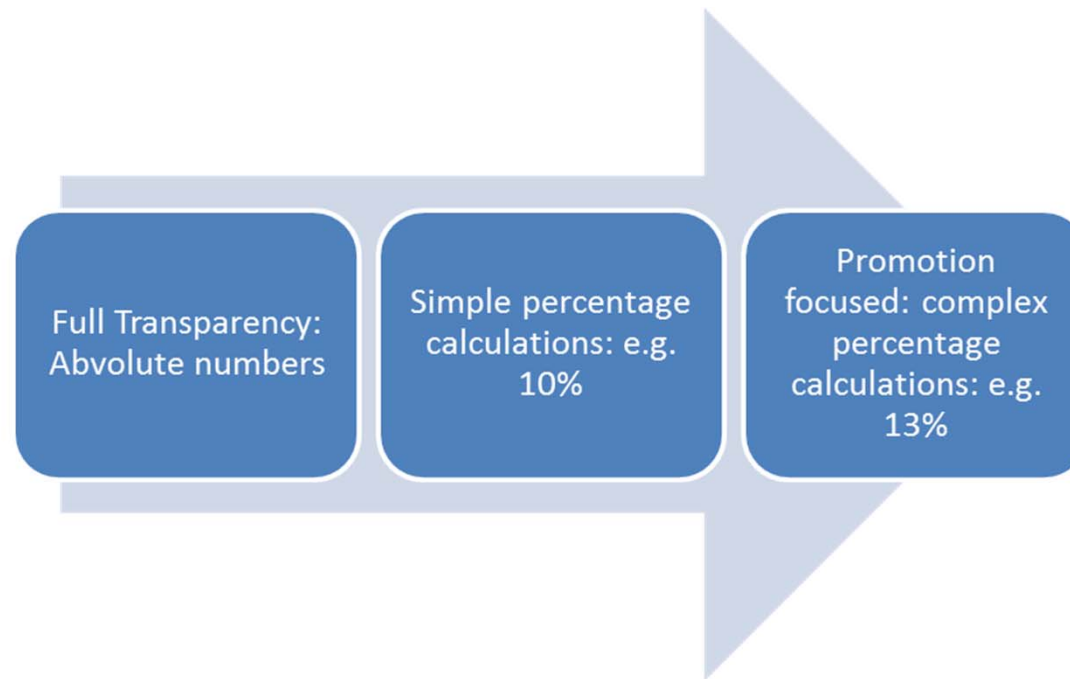 Full Transparency:
Abvolute numbers
Simple percentage
calculations: e.g.
10%
Promotion
focused: complex
percentage
calculations: e.g.
13%